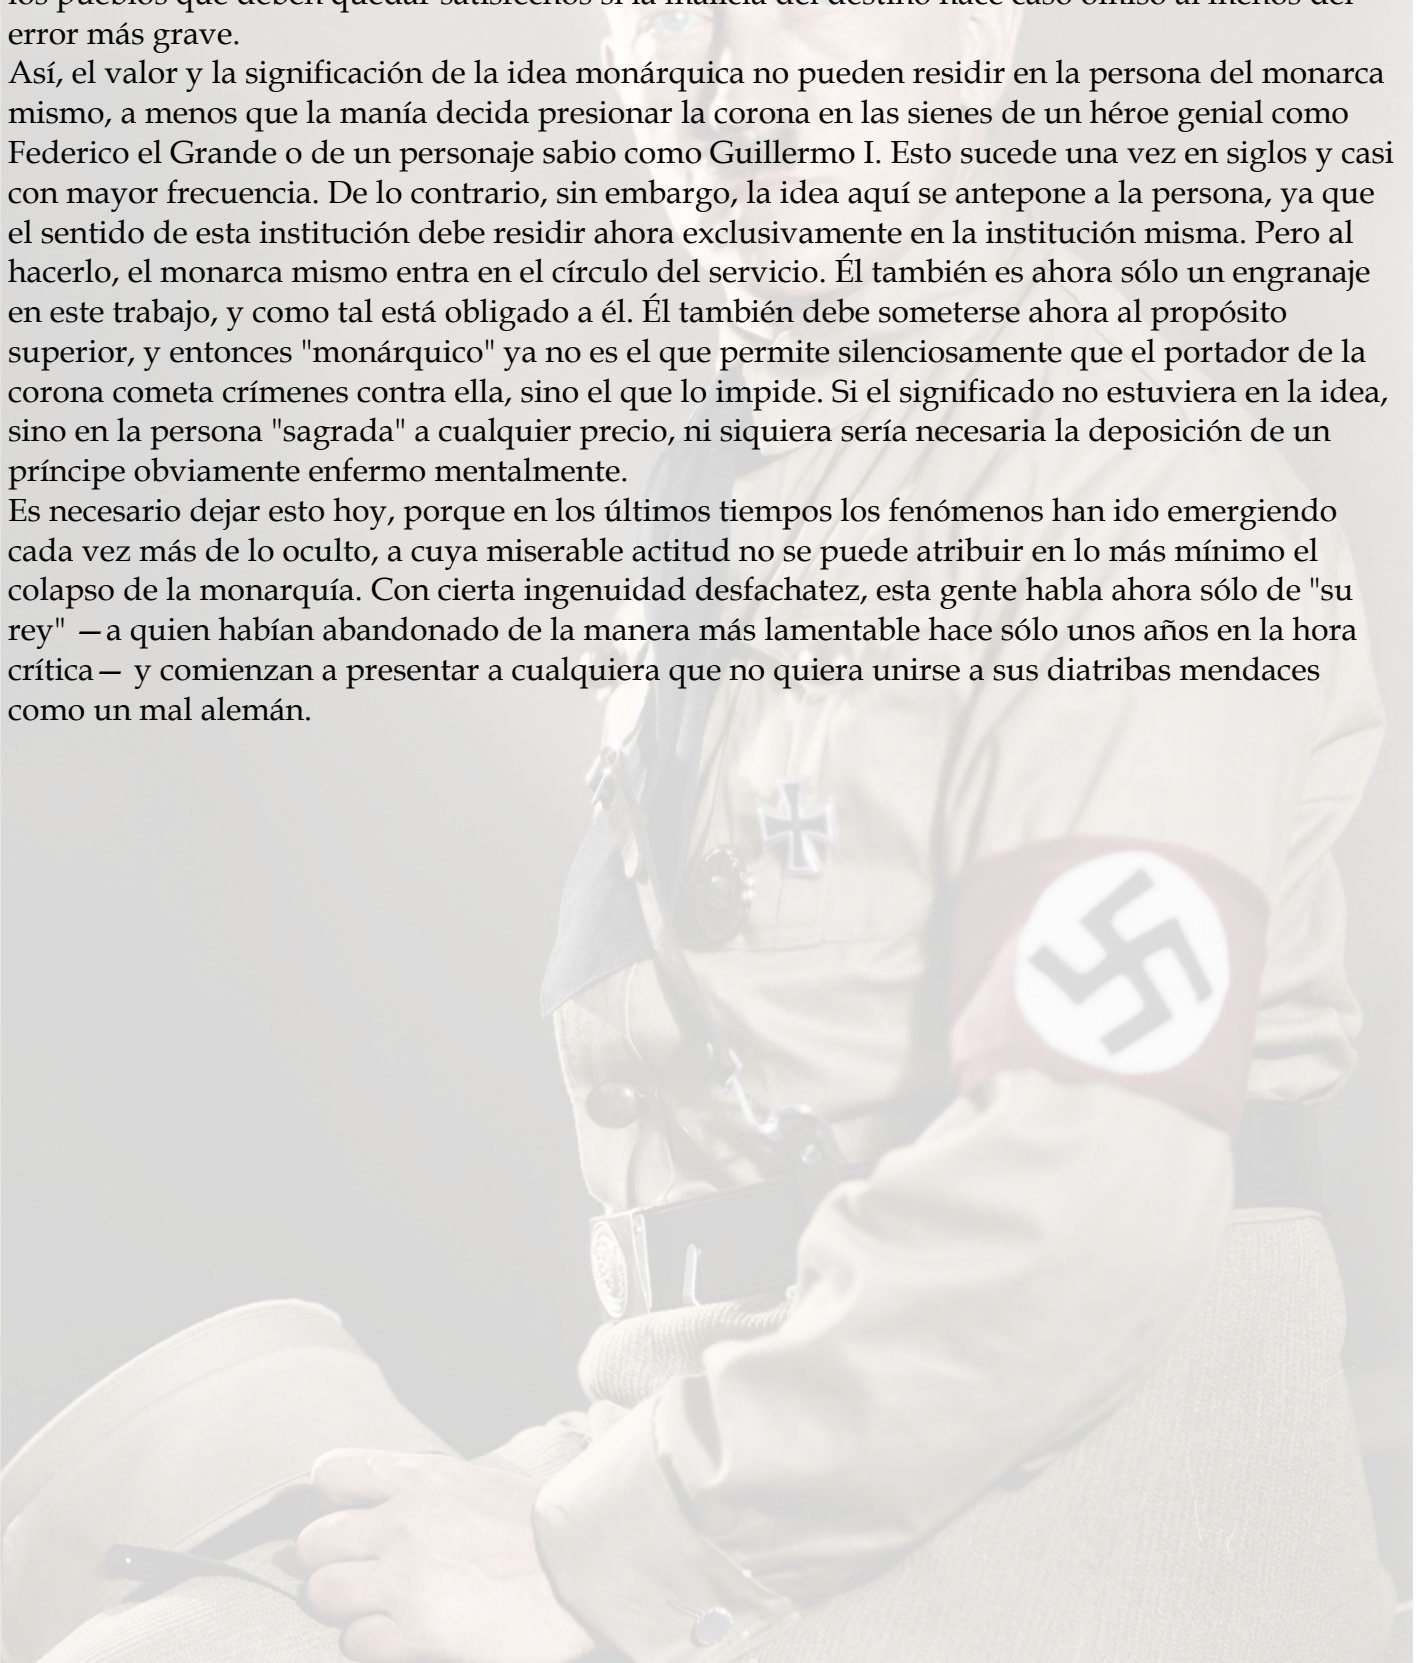 los pueblos que deben quedar satisfechos si la del destino hace caso omiso al menos del
error más grave.
Así, el valor y la significación de la idea monárquica no pueden residir en la persona del monarca
mismo, a menos que la manía decida presionar la corona en las sienes de un héroe genial como
Federico el Grande o de un personaje sabio como Guillermo I. Esto sucede una vez en siglos y casi
con mayor frecuencia. De lo contrario, sin embargo, la idea aquí se antepone a la persona, ya que
el sentido de esta institución debe residir ahora exclusivamente en la institución misma. Pero al
hacerlo, el monarca mismo entra en el círculo del servicio. Él también es ahora sólo un engranaje
en este trabajo, y como tal está obligado a él. Él también debe someterse ahora al propósito
superior, y entonces "monárquico" ya no es el que permite silenciosamente que el portador de la
corona cometa crímenes contra ella, sino el que lo impide. Si el significado no estuviera en la idea,
sino en la persona "sagrada" a cualquier precio, ni siquiera sería necesaria la deposición de un
príncipe obviamente enfermo mentalmente.
Es necesario dejar esto hoy, porque en los últimos tiempos los fenómenos han ido emergiendo
cada vez más de lo oculto, a cuya miserable actitud no se puede atribuir en lo más mínimo el
colapso de la monarquía. Con cierta ingenuidad desfachatez, esta gente habla ahora sólo de "su
rey" —a quien habían abandonado de la manera más lamentable hace sólo unos años en la hora
crítica— y comienzan a presentar a cualquiera que no quiera unirse a sus diatribas mendaces
como un mal alemán.